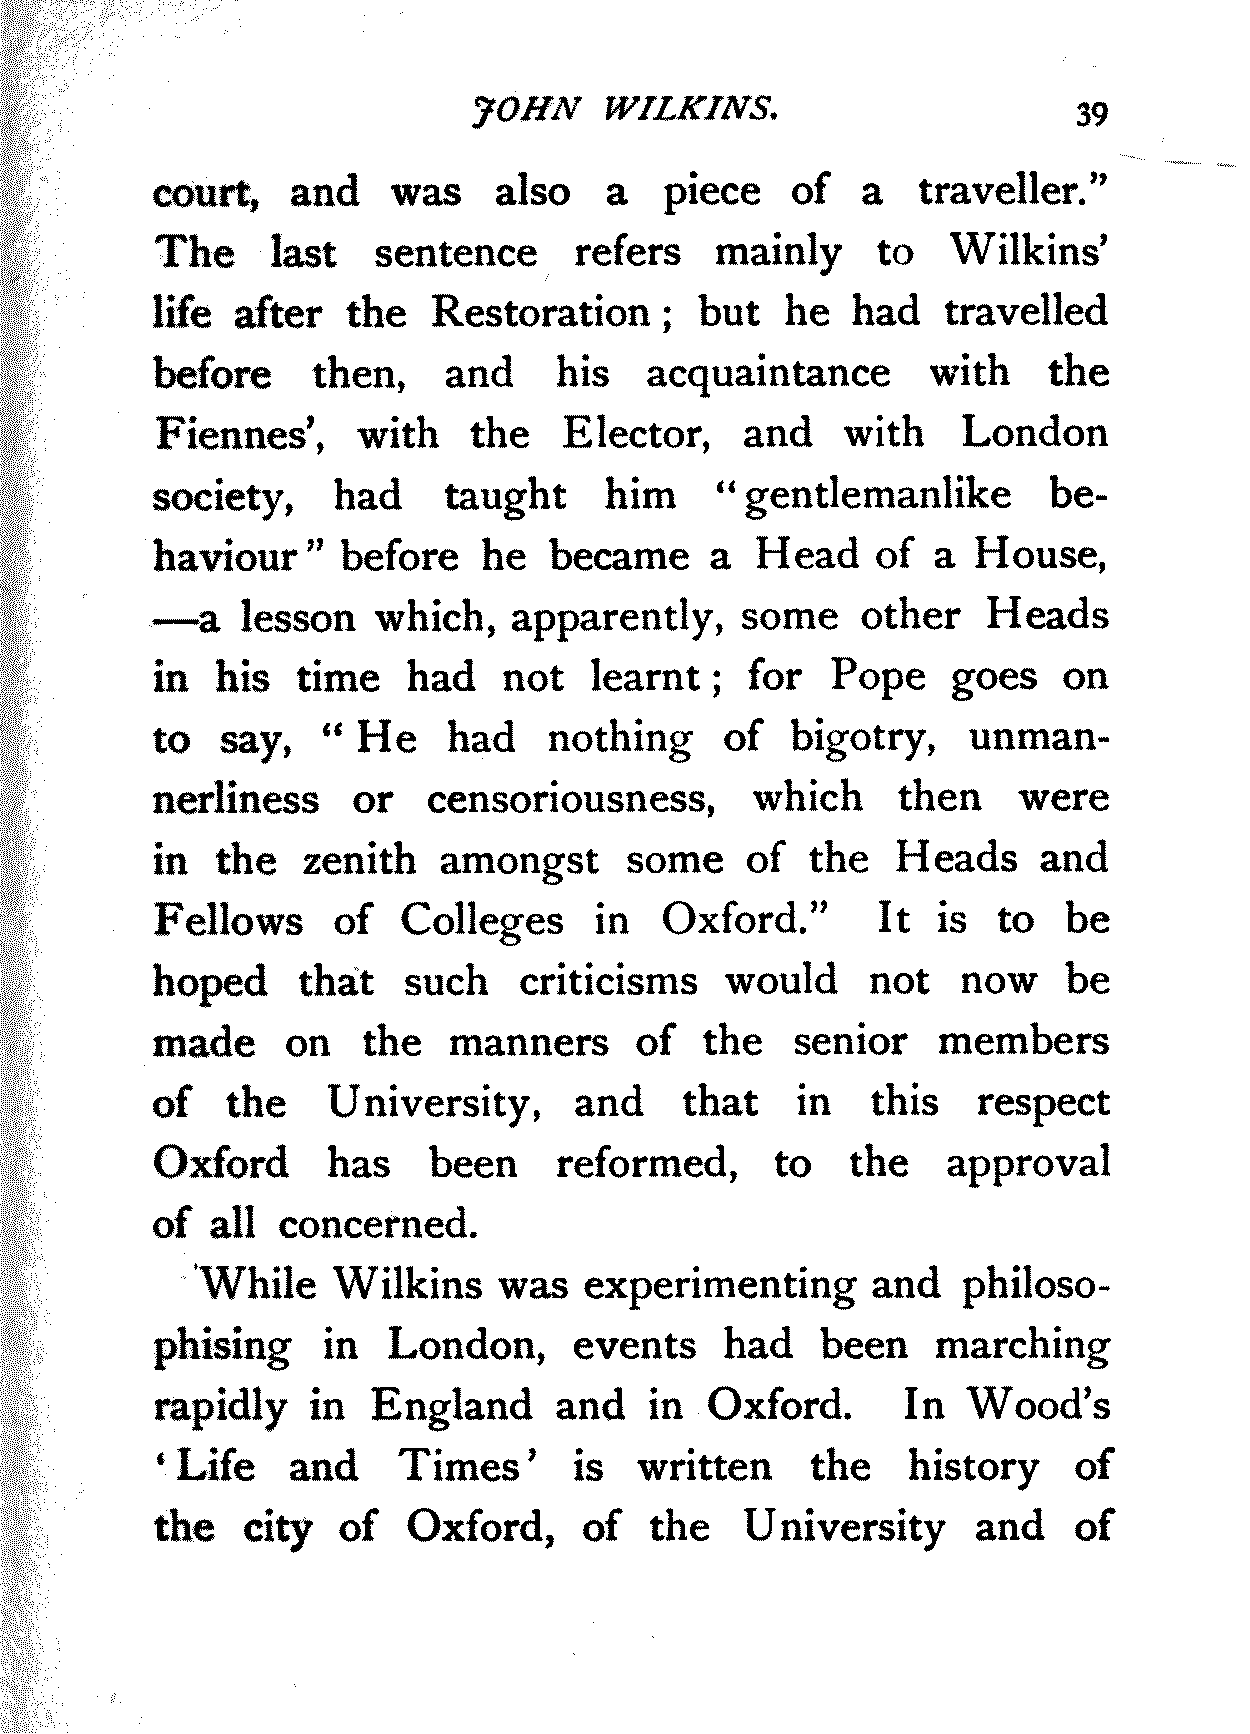 JOHN WILKINS. 39
court, and was also a piece of a traveller."
The last sentence refers mainly to Wilkins'
life after the Restoration; but he had travelled
before then, and his acquaintance with the
Fiennes', with the Elector, and with London
society, had taught him "gentlemanlike be-
haviour" before he became a Head of a House,
—a lesson which, apparently, some other Heads
in his time had not learnt; for Pope goes on
to say, "He had nothing of bigotry, unman-
nerliness or censoriousness, which then were
in the zenith amongst some of the Heads and
Fellows of Colleges in Oxford." It is to be
hoped that such criticisms would not now be
made on the manners of the senior members
of the University, and that in this respect
Oxford has been reformed, to the approval
of all concerned.
While Wilkins was experimenting and philoso-
phising in London, events had been marching
rapidly in England and in Oxford. In Wood's
'Life and Times' is written the history of
the city of Oxford, of the University and of